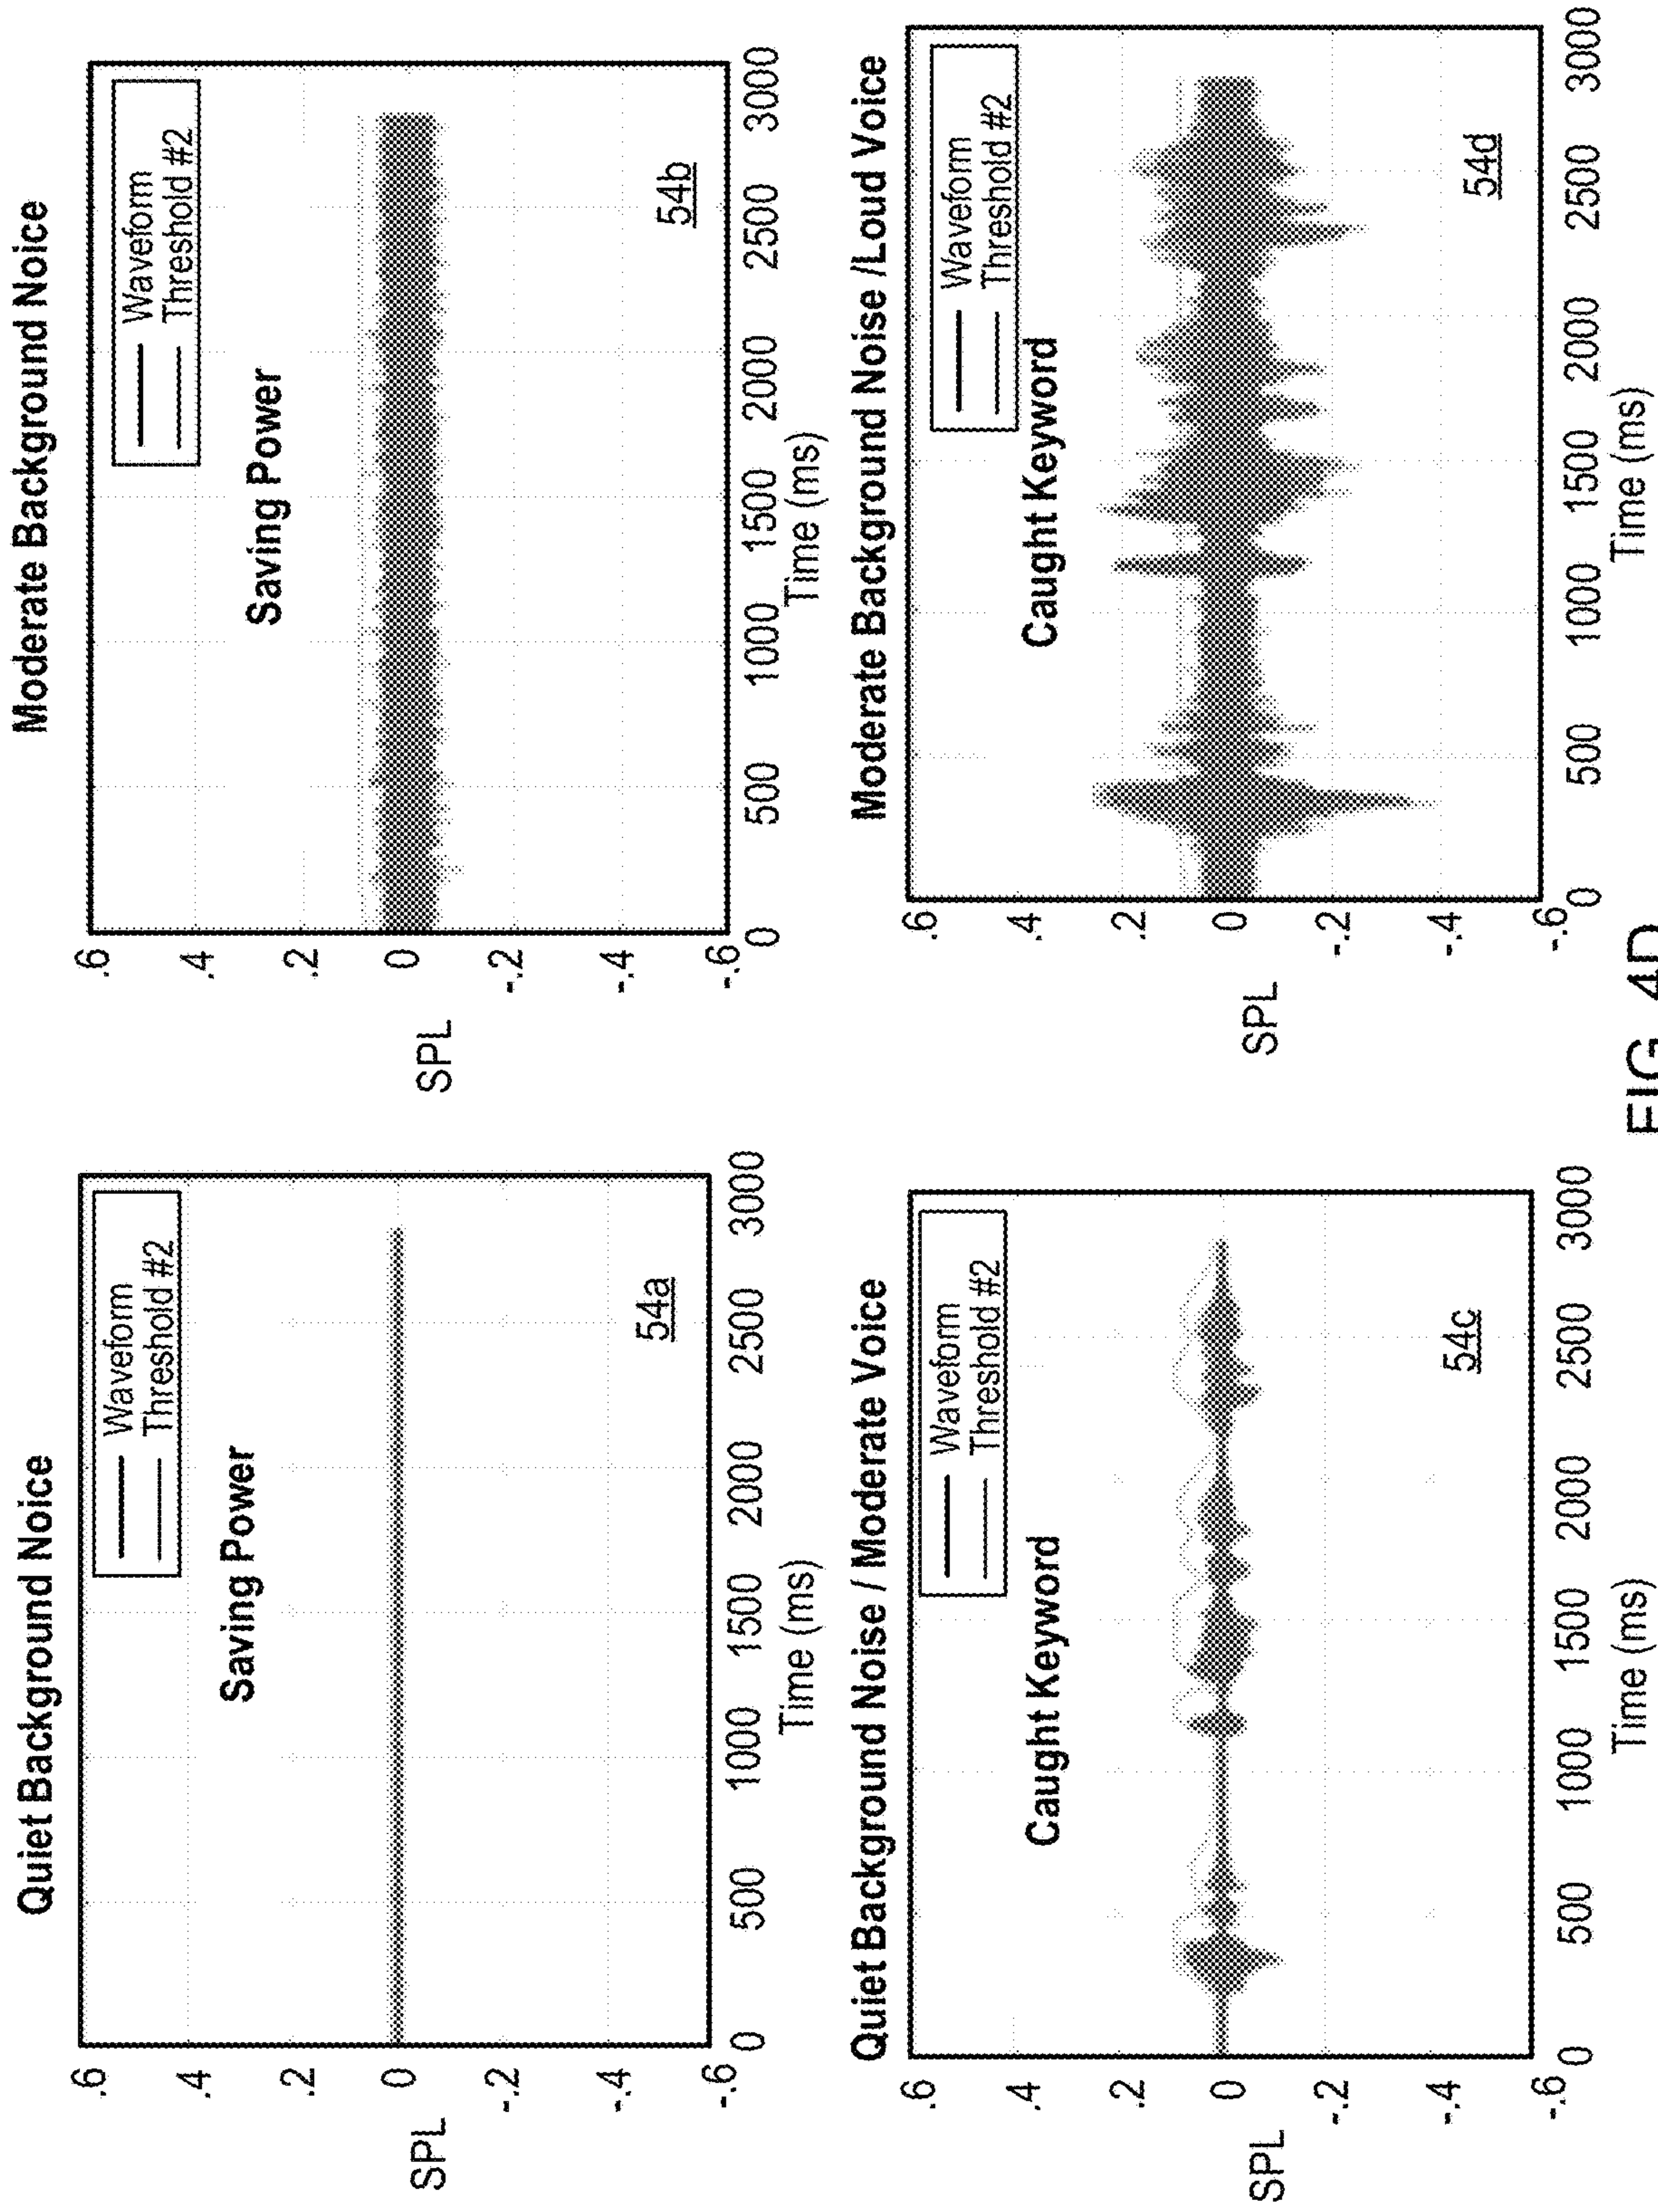 Quiet Background Noice
.6
.4
.2
0
-.2
-.4
-.6
SPL
Waveform
Threshold #2
Saving Power
54a
0 500 1000 1500 2000 2500 3000
Time (ms)
Moderate Background Noice
.6
.4
.2
0
-.2
-.4
-.6
SPL
Waveform
Threshold #2
Saving Power
54b
0 500 1000 1500 2000 2500 3000
Time (ms)
Quiet Background Noise / Moderate Voice
.6
.4
.2
0
-.2
-.4
-.6
SPL
Waveform
Threshold #2
Caught Keyword
54c
0 500 1000 1500 2000 2500 3000
Time (ms)
Moderate Background Noise /Loud Voice
.6
.4
.2
0
-.2
-.4
-.6
SPL
Waveform
Threshold #2
Caught Keyword
54d
0 500 1000 1500 2000 2500 3000
Time (ms)
FIG. 4D